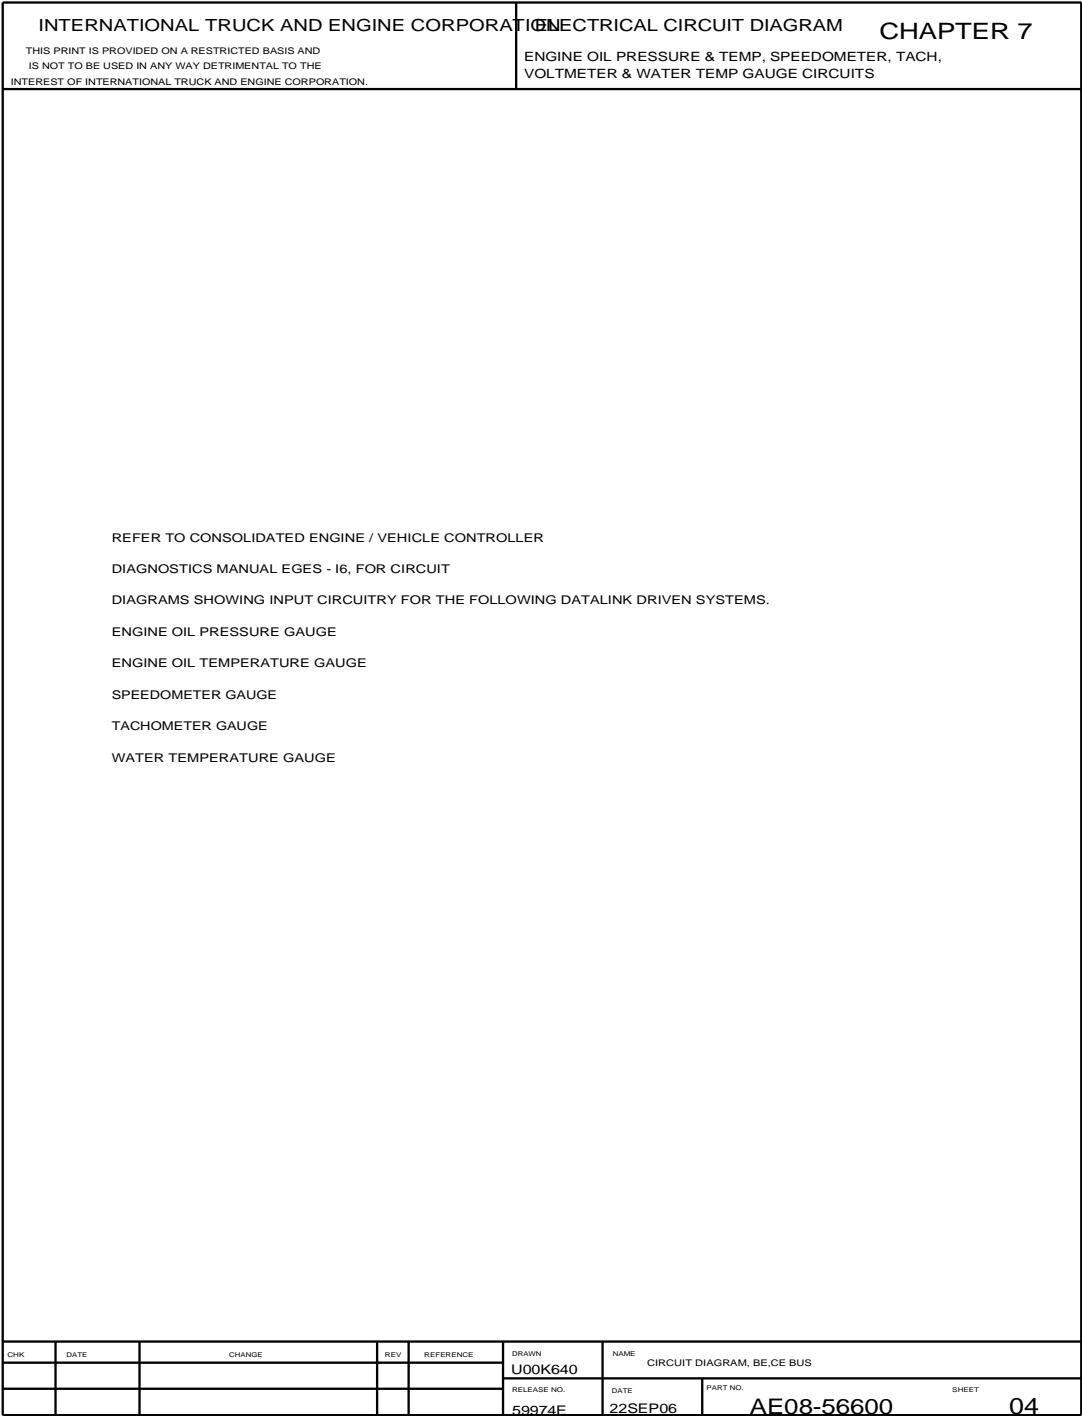 INTERNATIONAL TRUCK AND ENGINE CORPORATION
THIS PRINT IS PROVIDED ON A RESTRICTED BASIS AND
IS NOT TO BE USED IN ANY WAY DETRIMENTAL TO THE
INTEREST OF INTERNATIONAL TRUCK AND ENGINE CORPORATION.
ELECTRICAL CIRCUIT DIAGRAM
CHAPTER 7
ENGINE OIL PRESSURE & TEMP, SPEEDOMETER, TACH,
VOLTMETER & WATER TEMP GAUGE CIRCUITS
REFER TO CONSOLIDATED ENGINE / VEHICLE CONTROLLER
DIAGNOSTICS MANUAL EGES - I6, FOR CIRCUIT
DIAGRAMS SHOWING INPUT CIRCUITRY FOR THE FOLLOWING DATALINK DRIVEN SYSTEMS.
ENGINE OIL PRESSURE GAUGE
ENGINE OIL TEMPERATURE GAUGE
SPEEDOMETER GAUGE
TACHOMETER GAUGE
WATER TEMPERATURE GAUGE
CHK DATE CHANGE REV REFERENCE
DRAWN
U00K640
NAME
CIRCUIT DIAGRAM, BE,CE BUS
RELEASE NO.
DATE
22SEP06
PART NO.
AE08-56600
SHEET
04